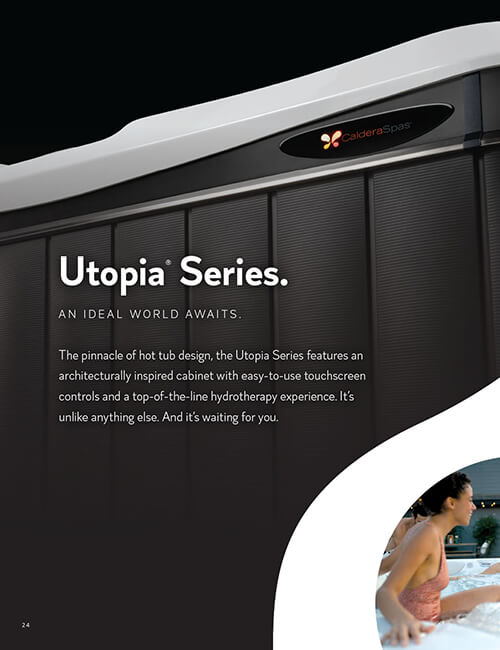 CalderaSpas®
Utopia® Series.
AN IDEAL WORLD AWAITS.
The pinnacle of hot tub design, the Utopia Series features an
architecturally inspired cabinet with easy-to-use touchscreen
controls and a top-of-the-line hydrotherapy experience. It's
unlike anything else. And it's waiting for you.
24